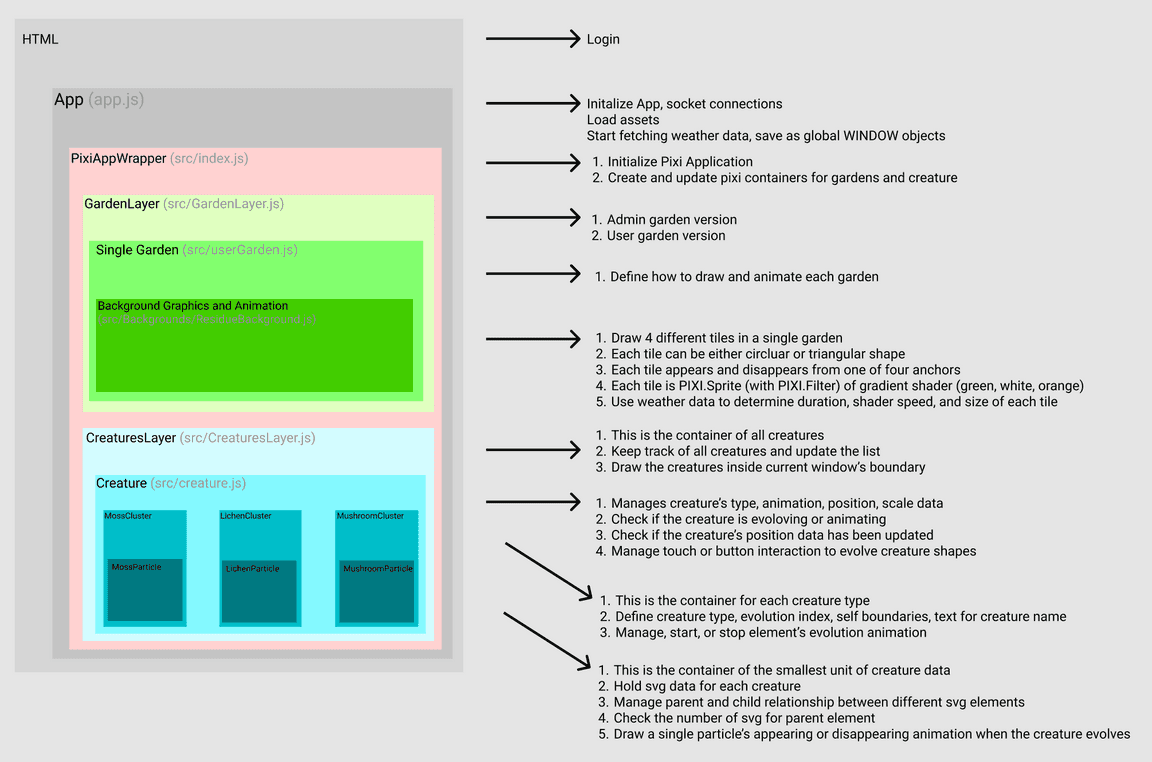 HTML
Login
App (app.js)
Initalize App, socket connections
Load assets
Start fetching weather data, save as global WINDOW objects
PixiAppWrapper (src/index.js)
1. Initialize Pixi Application
2. Create and update pixi containers for gardens and creature
GardenLayer (src/GardenLayer.js)
1. Admin garden version
2. User garden version
Single Garden (src/userGarden.js)
1. Define how to draw and animate each garden
Background Graphics and Animation
1. Draw 4 different tiles in a single garden
2. Each tile can be either circluar or triangular shape
3. Each tile appears and disappears from one of four anchors
4. Each tile is PIXI.Sprite (with PIXI.Filter) of gradient shader (green, white, orange)
5. Use weather data to determine duration, shader speed, and size of each tile
CreaturesLayer (src/CreaturesLayer.js)
1. This is the container of all creatures
2. Keep track of all creatures and update the list
3. Draw the creatures inside current window's boundary
Creature (src/creature.js)
1. Manages creature's type, animation, position, scale data
2. Check if the creature is evoloving or animating
3. Check if the creature's position data has been updated
4. Manage touch or button interaction to evolve creature shapes
MossCluster
LichenCluster
MushroomCluster
1. This is the container for each creature type
2. Define creature type, evolution index, self boundaries, text for creature name
3. Manage, start, or stop element's evolution animation
MossParticle
LichenParticle
MushroomParticle
1. This is the container of the smallest unit of creature data
2. Hold svg data for each creature
3. Manage parent and child relationship between different svg elements
4. Check the number of svg for parent element
5. Draw a single particle's appearing or disappearing animation when the creature evolves